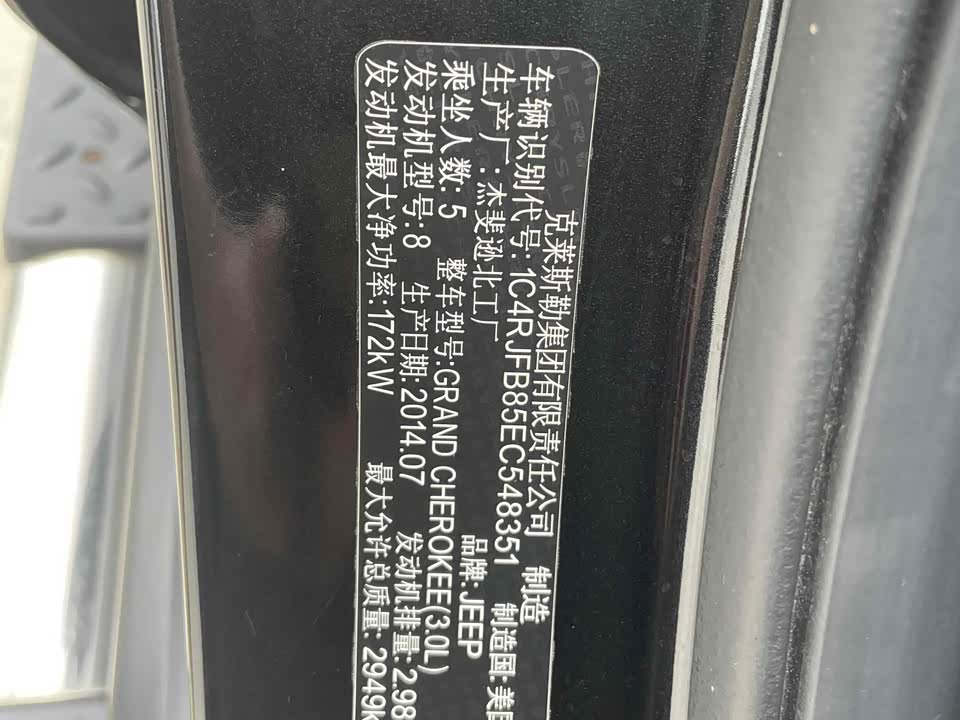 克莱斯勒集团有限责任公司 制造
车辆识别代号: 1C4RJFB85EC548351 制造国: 美
生产厂: 杰斐逊北工厂 品牌: JEEP
乘坐人数: 5 整车型号:GRAND CHEROKEE(3.0L)
发动机型号: 8 生产日期: 2014.07 发动机排量: 2.98
发动机最大净功率:172kW 最大允许总质量: 2949k